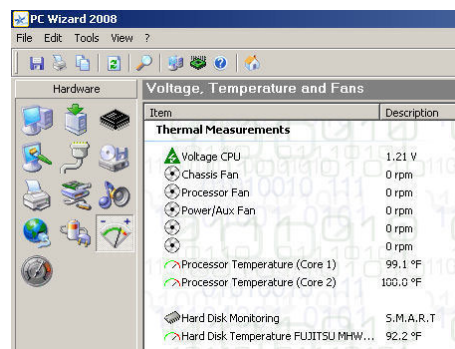 PC Wizard 2008
File Edit Tools View ?
Hardware
Voltage, Temperature and Fans
Item Description
Thermal Measurements
Voltage CPU 1.21 V
Chassis Fan 0 rpm
Processor Fan 0 rpm
Power/Aux Fan 0 rpm
0 rpm
0 rpm
Processor Temperature (Core 1) 99.1 °F
Processor Temperature (Core 2) 100.0 °F
Hard Disk Monitoring S.M.A.R.T
Hard Disk Temperature FUJITSU MHW... 92.2 °F